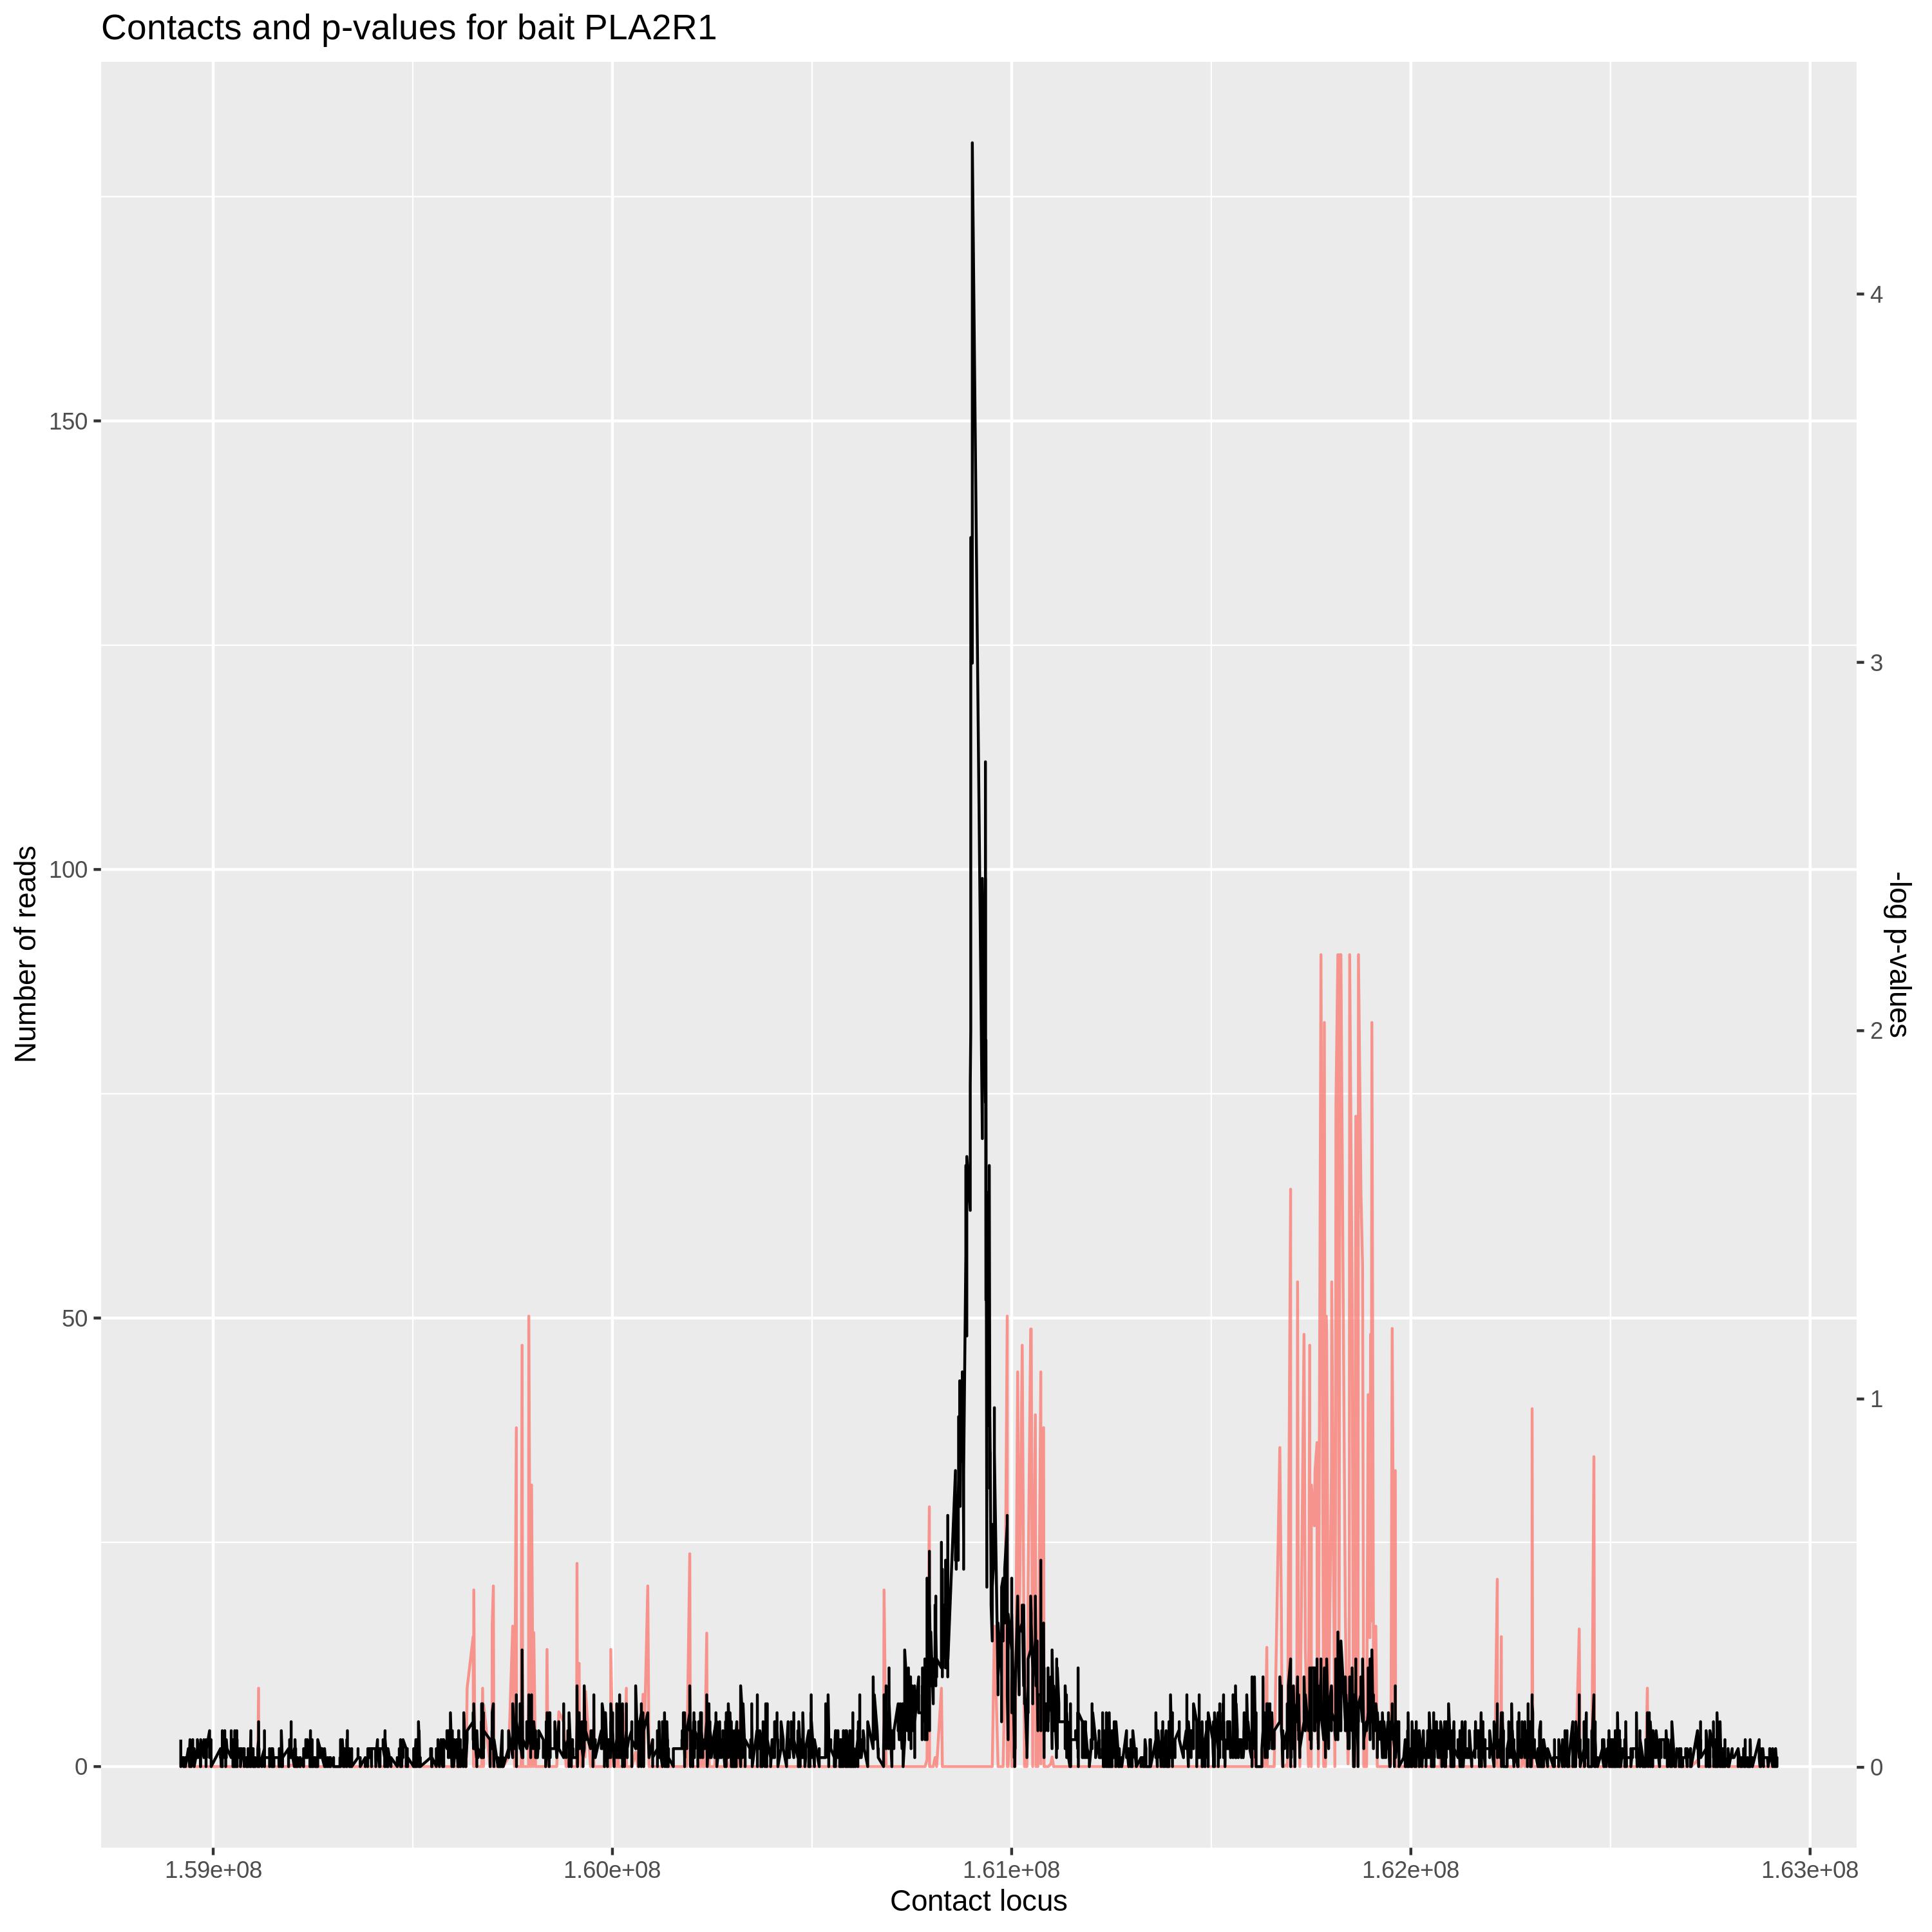 Contacts and p-values for bait PLA2R1
150
100
50
0
Number of reads
4
3
2
1
0
-log p-values
1.59e+08 1.60e+08 1.61e+08 1.62e+08 1.63e+08
Contact locus